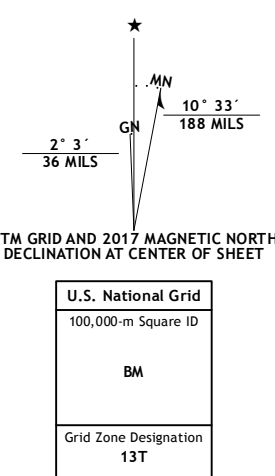 MN
GN
10° 33´
188 MILS
2° 3´
36 MILS
TM GRID AND 2017 MAGNETIC NORTH
DECLINATION AT CENTER OF SHEET
U.S. National Grid
100,000-m Square ID
BM
Grid Zone Designation
13T